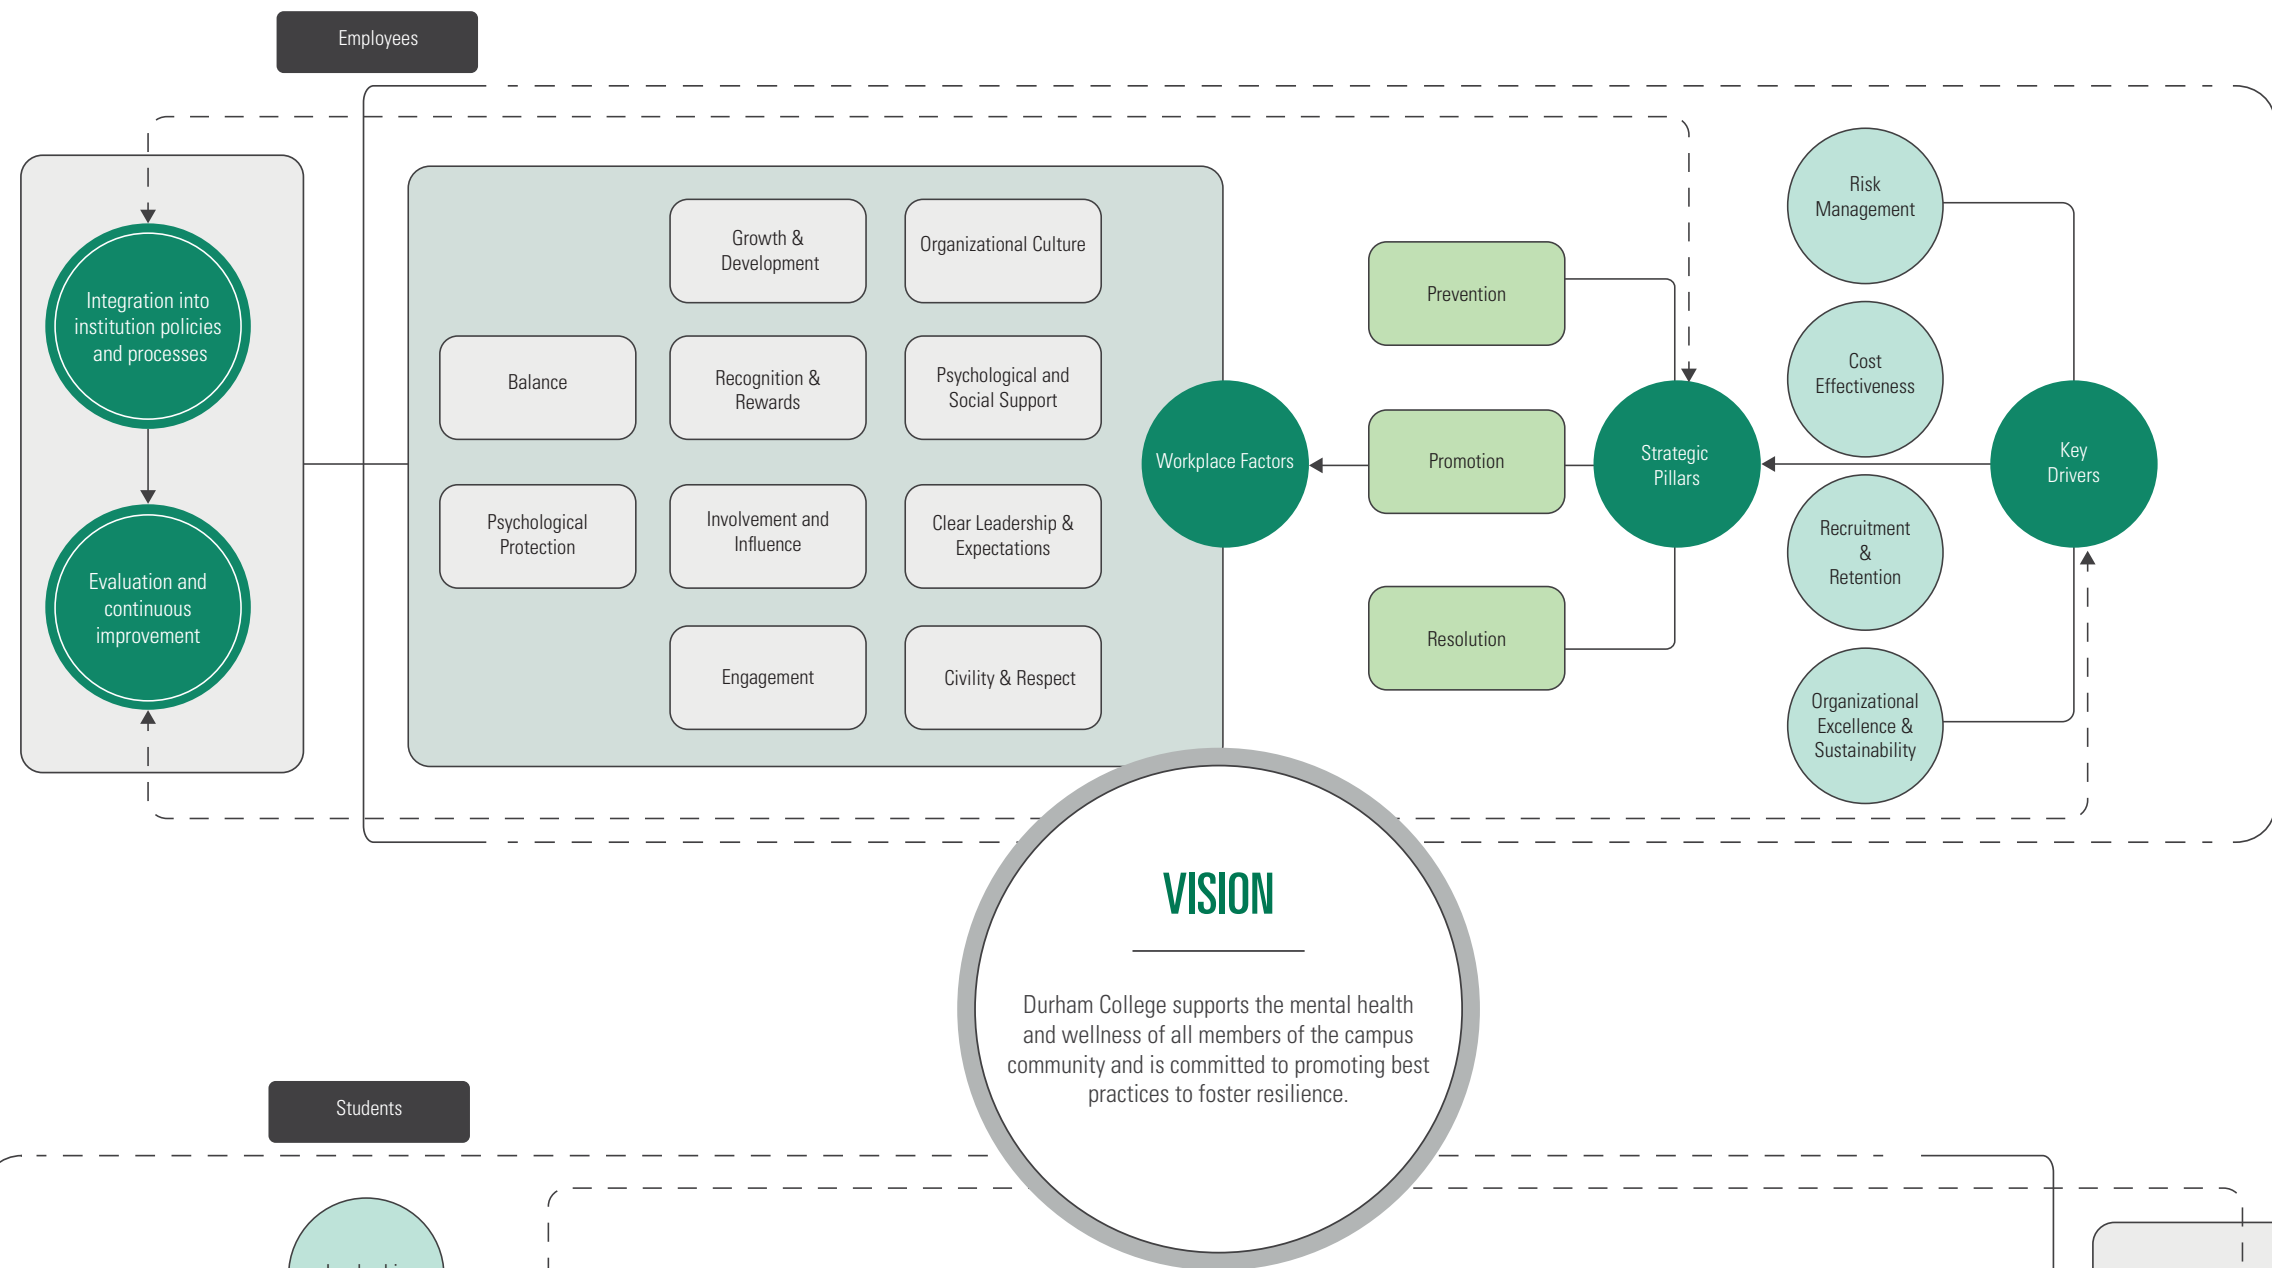 Employees
Integration into
institution policies
and processes
Evaluation and
continuous
improvement
Growth &
Development
Organizational Culture
Balance
Recognition &
Rewards
Psychological and
Social Support
Psychological
Protection
Involvement and
Influence
Clear Leadership &
Expectations
Engagement
Civility & Respect
Workplace Factors
Prevention
Promotion
Resolution
Strategic
Pillars
Risk
Management
Cost
Effectiveness
Recruitment
&
Retention
Organizational
Excellence &
Sustainability
Key
Drivers
VISION
Durham College supports the mental health
and wellness of all members of the campus
community and is committed to promoting best
practices to foster resilience.
Students